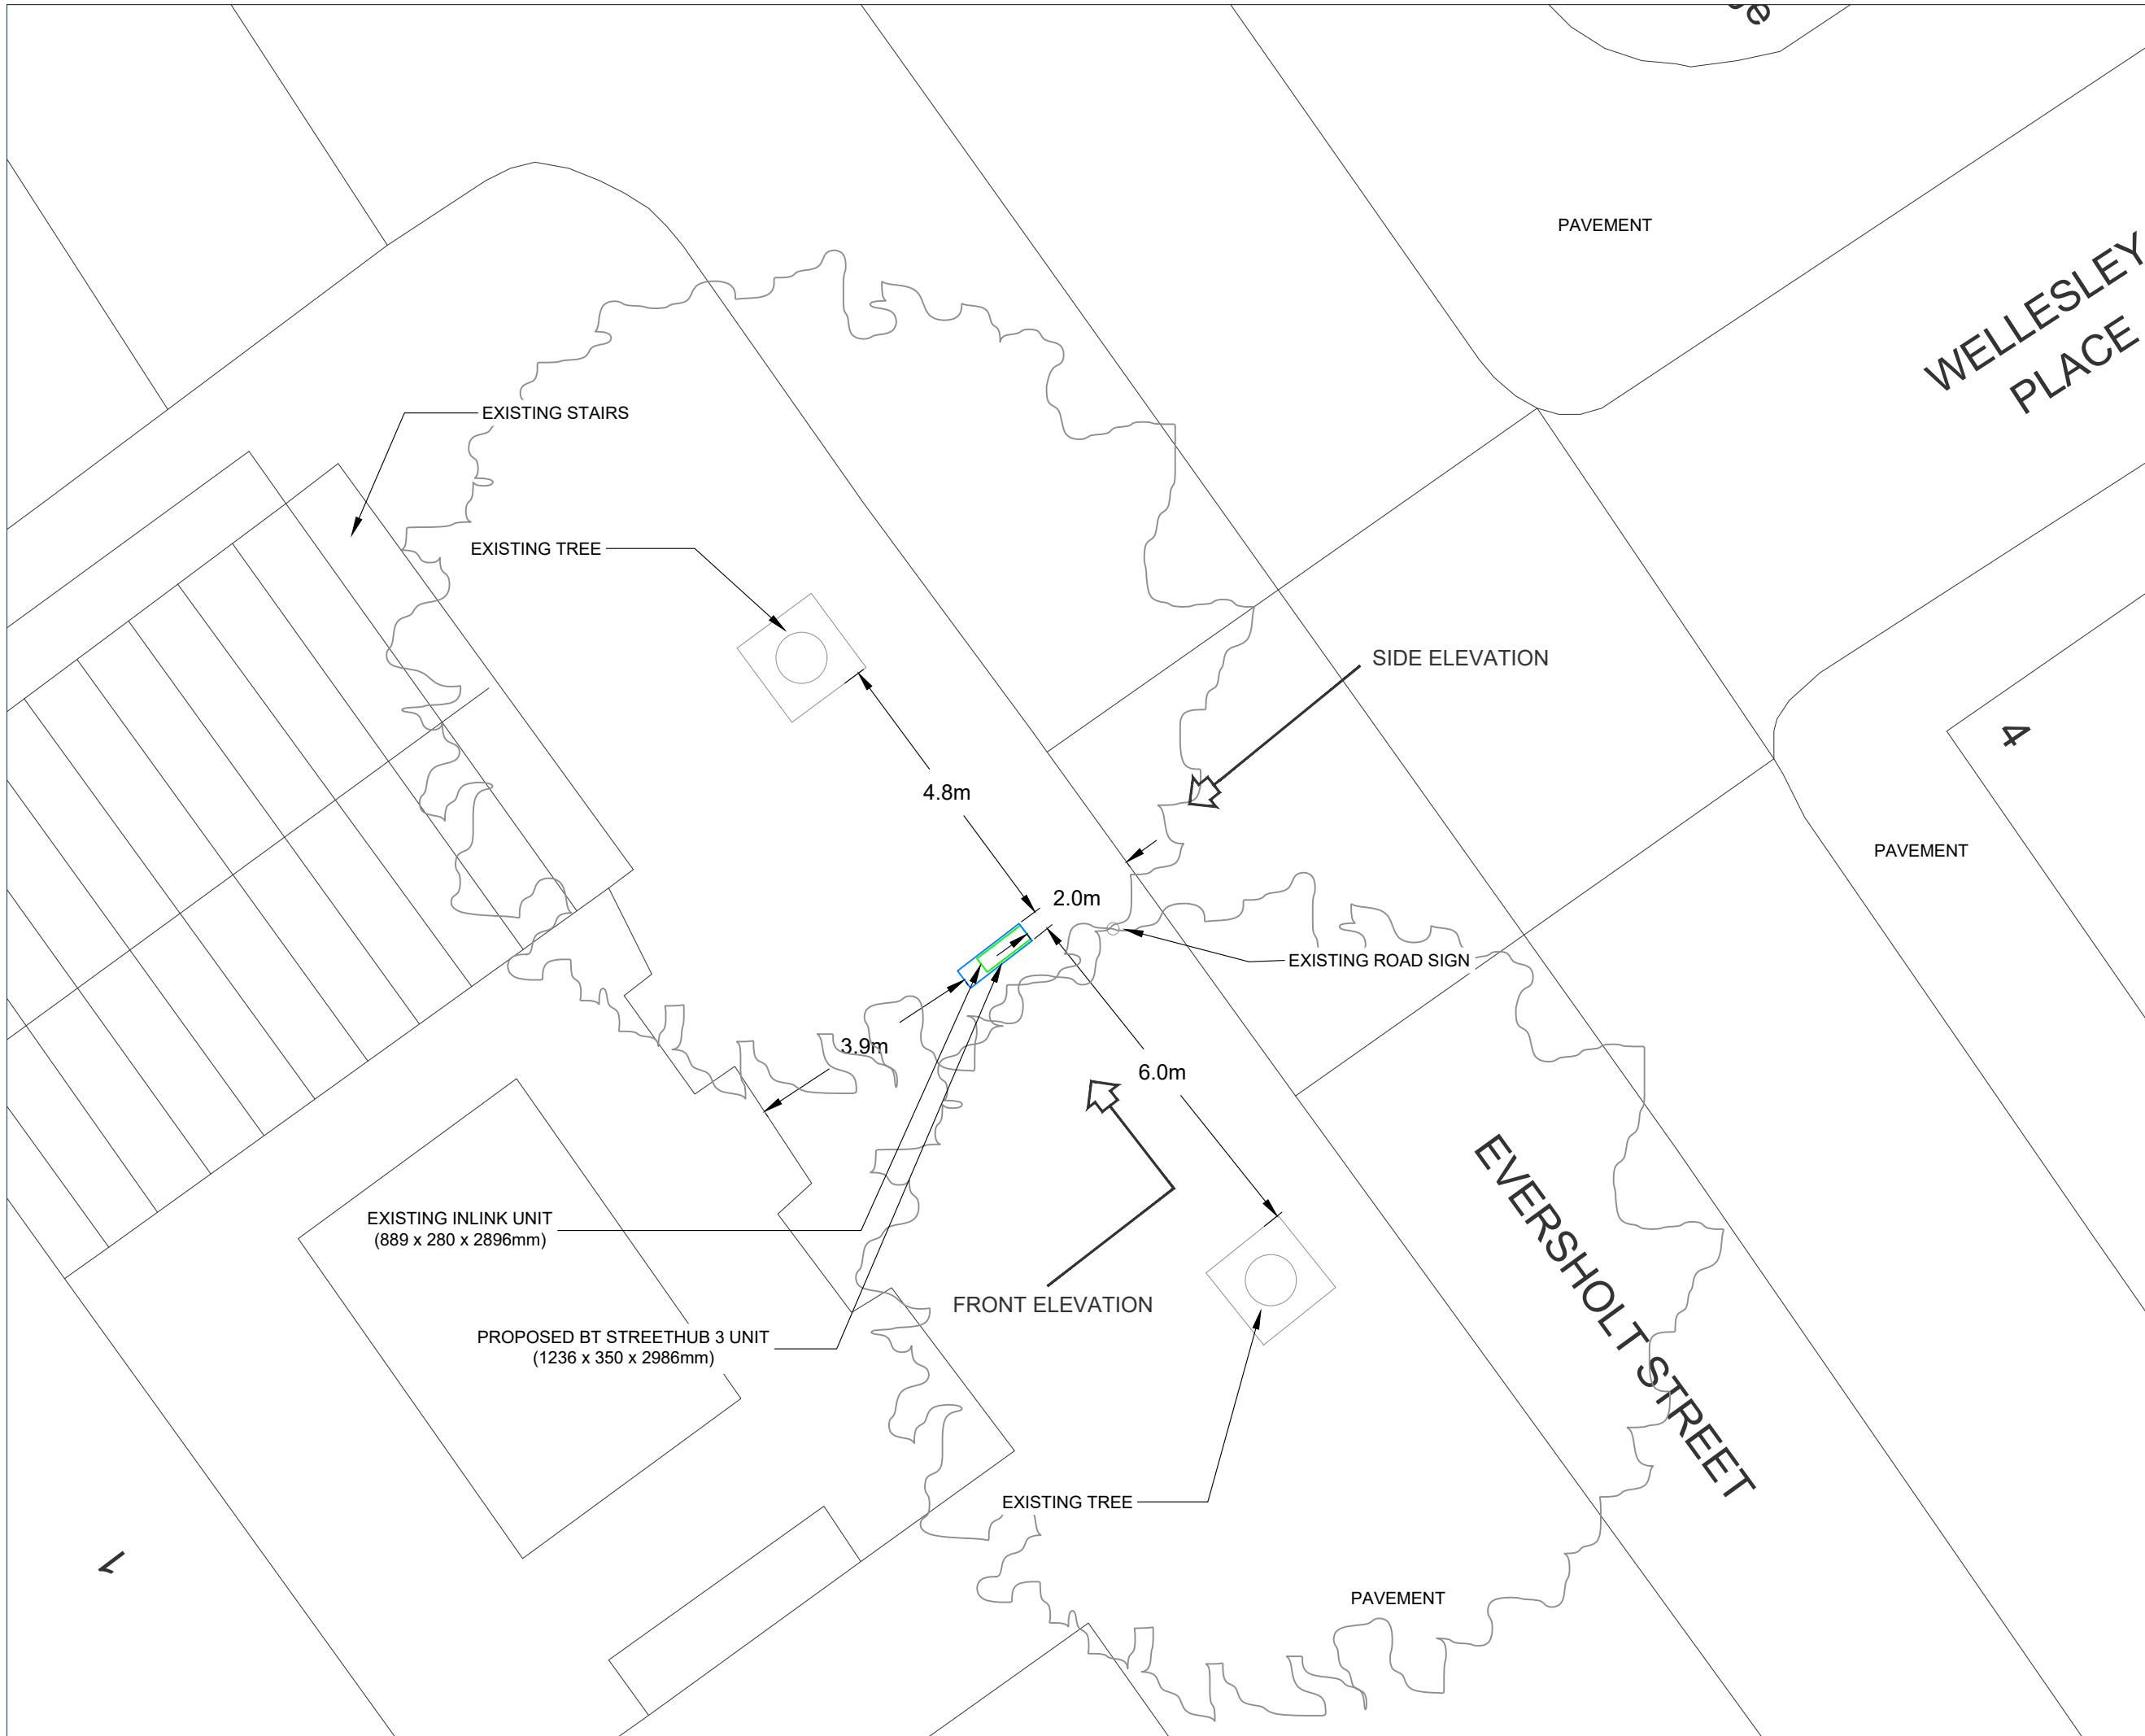 PAVEMENT
WELLESLEY
PLACE
EXISTING STAIRS
EXISTING TREE
SIDE ELEVATION
4
4.8m
PAVEMENT
2.0m
EXISTING ROAD SIGN
3.9m
6.0m
EXISTING INLINK UNIT
(889 x 280 x 2896mm)
FRONT ELEVATION
EVERSHOLT STREET
PROPOSED BT STREETHUB 3 UNIT
(1236 x 350 x 2986mm)
EXISTING TREE
1
PAVEMENT